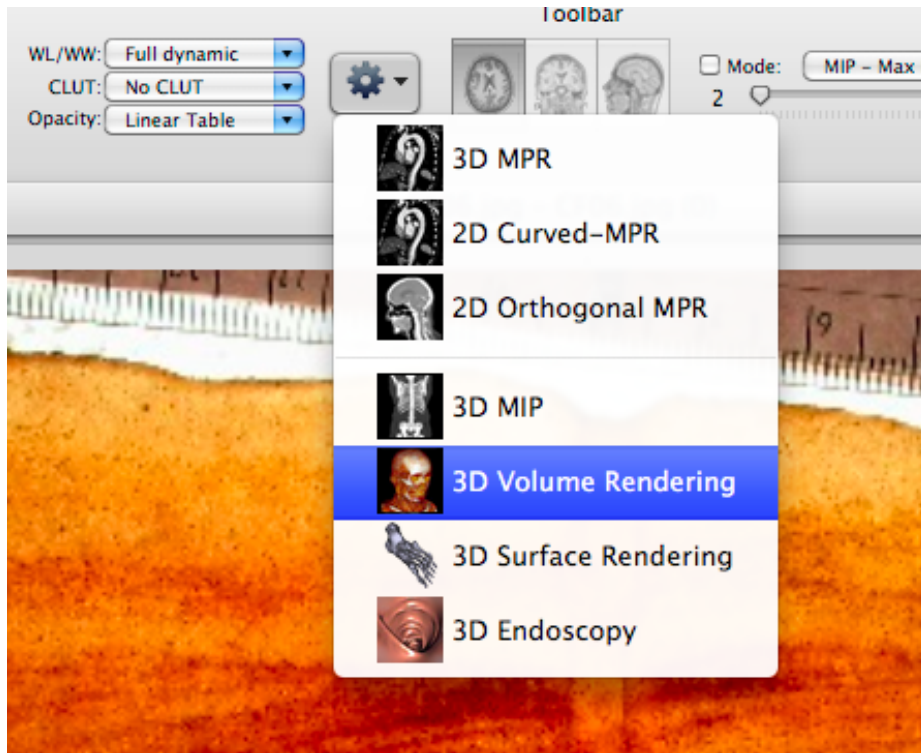 Toolbar
WL/WW: Full dynamic
CLUT: No CLUT
Opacity: Linear Table
Mode: MIP - Max
2
3D MPR
2D Curved-MPR
2D Orthogonal MPR
3D MIP
3D Volume Rendering
3D Surface Rendering
3D Endoscopy